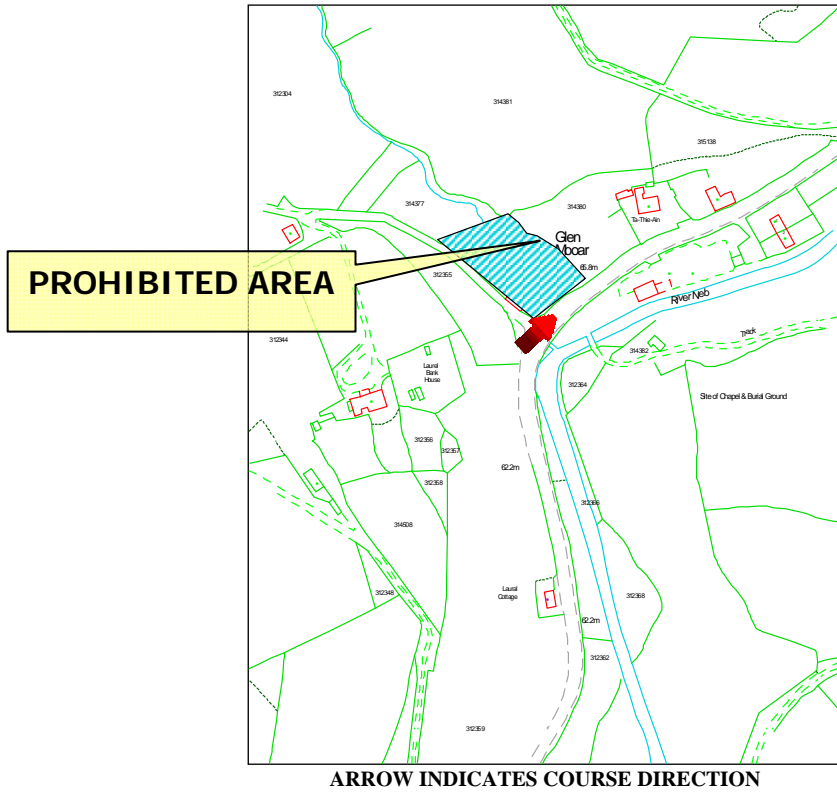 312304
314381
315138
314377
314380
Ta-Thie-Ain
Glen
Mooar
65.8m
PROHIBITED AREA
312355
River Neb
312344
Track
314382
Laurel
Bank
House
312364
Site of Chapel & Burial Ground
312356
312357
62.2m
312358
312366
314508
312348
Laural
Cottage
312368
62.2m
312362
312359
ARROW INDICATES COURSE DIRECTION